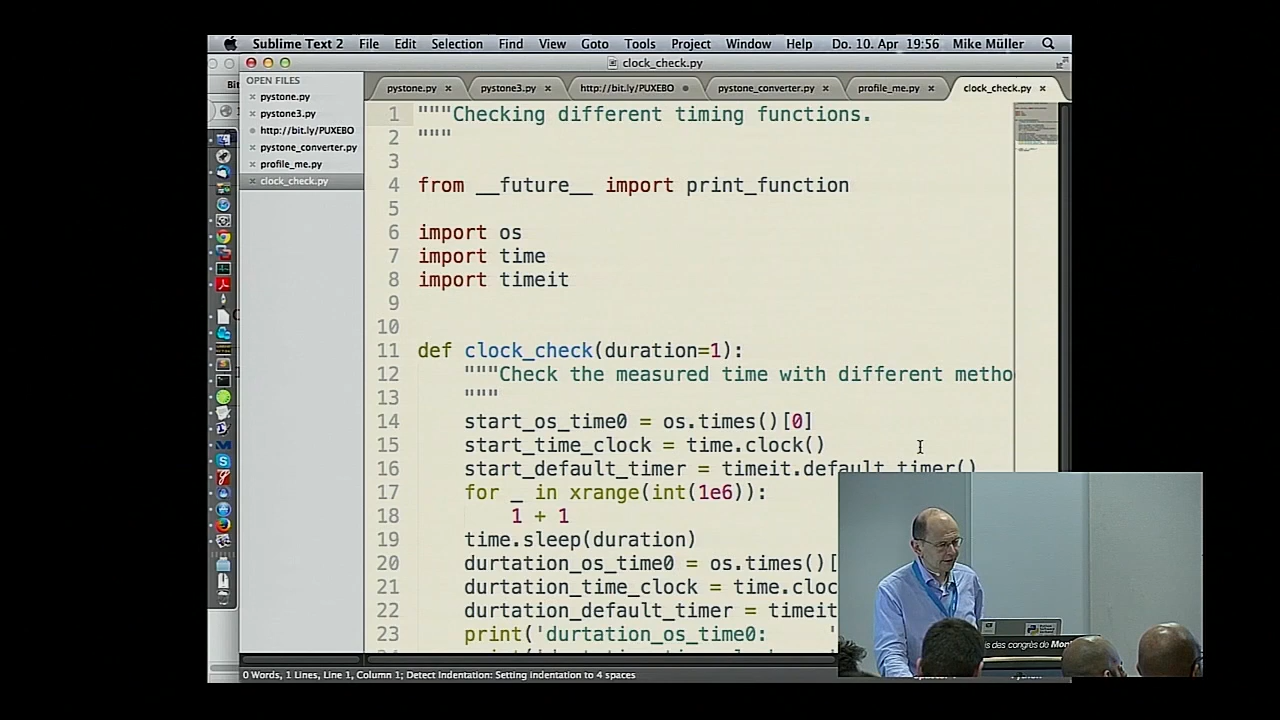 Sublime Text 2 File Edit Selection Find View Goto Tools Project Window Help Do. 10. Apr 19:56 Mike Müller
clock_check.py
OPEN FILES
pystone.py
pystone3.py
http://bit.ly/PUXEBO
pystone_converter.py
profile_me.py
clock_check.py
pystone.py pystone3.py http://bit.ly/PUXEBO pystone_converter.py profile_me.py clock_check.py
1 """Checking different timing functions.
2 """
3
4 from __future__ import print_function
5
6 import os
7 import time
8 import timeit
9
10
11 def clock_check(duration=1):
12 """Check the measured time with different metho
13 """
14 start_os_time0 = os.times()[0]
15 start_time_clock = time.clock()
16 start_default_timer = timeit.default_timer()
17 for _ in xrange(int(1e6)):
18 1 + 1
19 time.sleep(duration)
20 durtation_os_time0 = os.times()[
21 durtation_time_clock = time.cloc
22 durtation_default_timer = timeit
23 print('durtation_os_time0: '
0 Words, 1 Lines, Line 1, Column 1; Detect Indentation: Setting indentation to 4 spaces
is des congrès de Mon